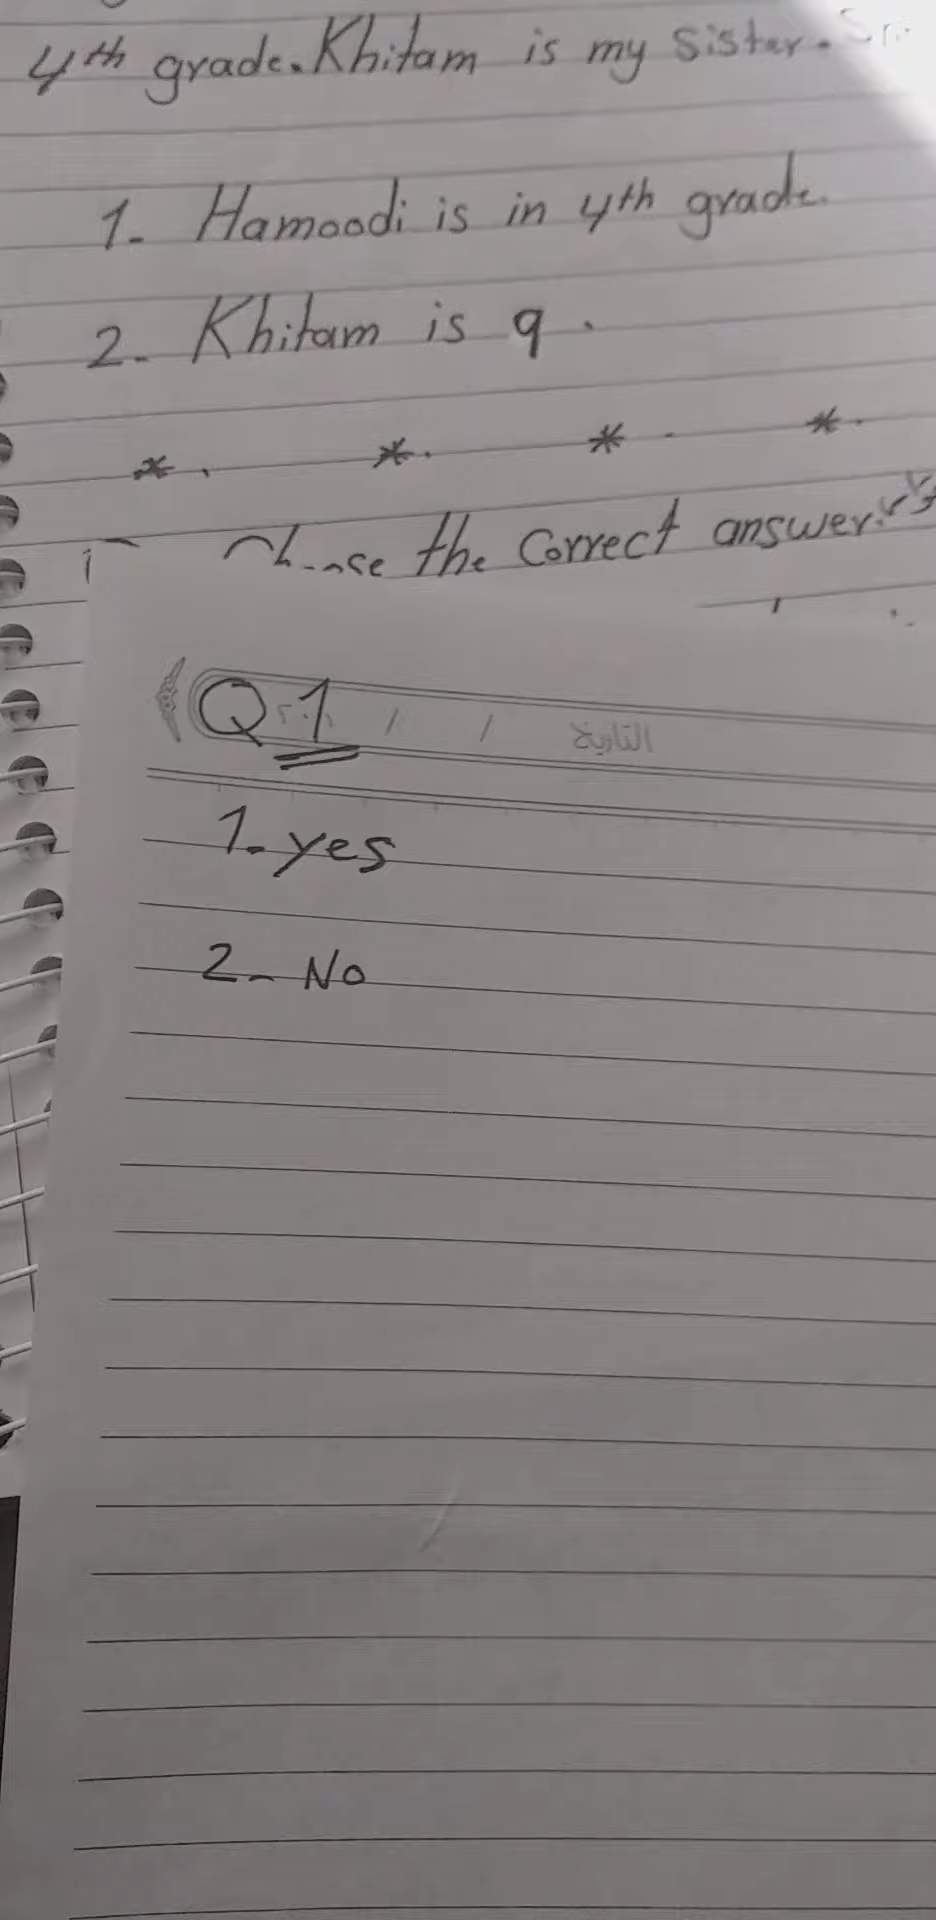 4th grade. Khitam is my sister.
1. Hamoodi is in 4th grade.
2. Khitam is 9.
* . * . * . * .
the correct answer
Q.1
/ / التاريخ
1. yes
2. No